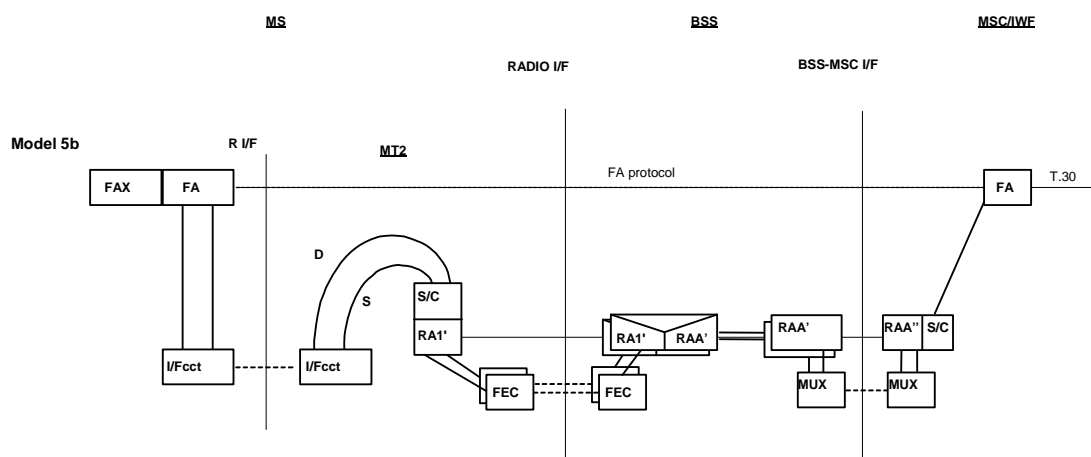 MS
BSS
MSC/IWF
RADIO I/F
BSS-MSC I/F
Model 5b
R I/F
MT2
FAX
FA
FA protocol
FA
T.30
D
S
S/C
RA1'
RA1'
RAA'
RAA'
RAA''
S/C
I/Fcct
I/Fcct
FEC
FEC
MUX
MUX